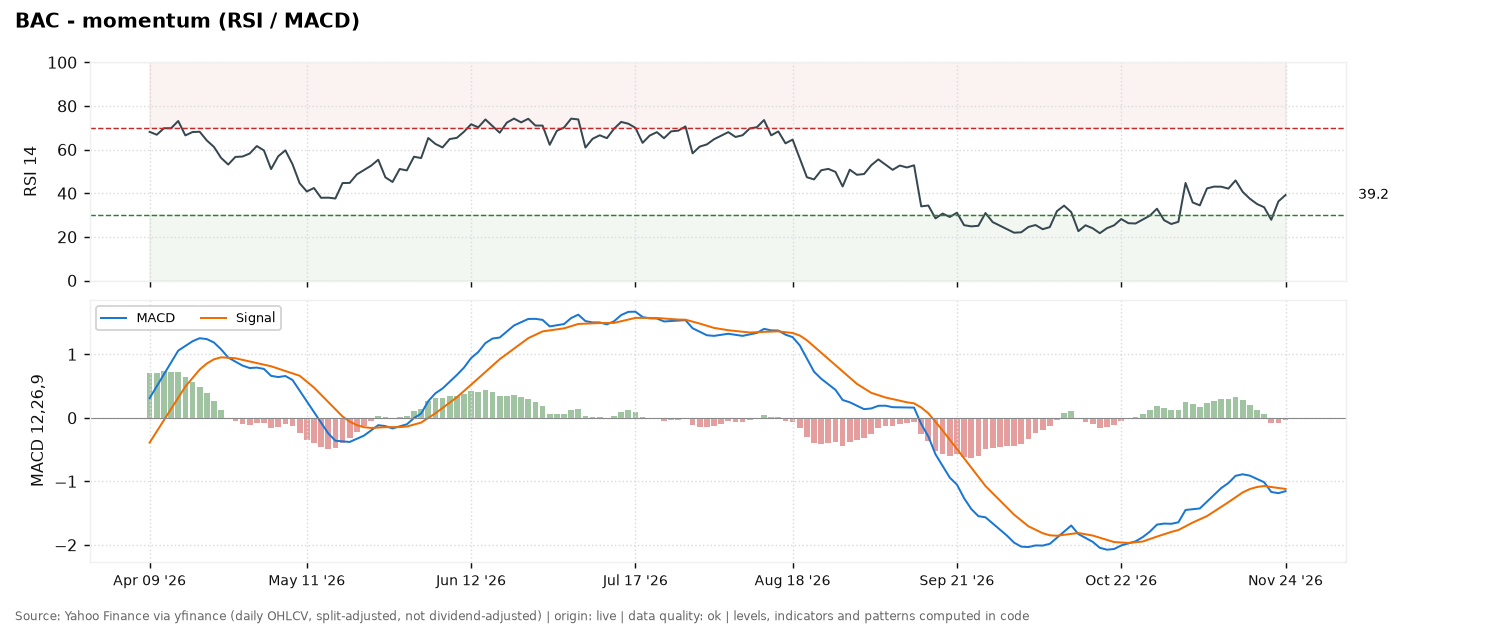 BAC - momentum (RSI / MACD)
100
80
60
40
20
0
RSI 14
39.2
MACD
Signal
1
0
−1
−2
MACD 12,26,9
Apr 09 '26
May 11 '26
Jun 12 '26
Jul 17 '26
Aug 18 '26
Sep 21 '26
Oct 22 '26
Nov 24 '26
Source: Yahoo Finance via yfinance (daily OHLCV, split-adjusted, not dividend-adjusted) | origin: live | data quality: ok | levels, indicators and patterns computed in code